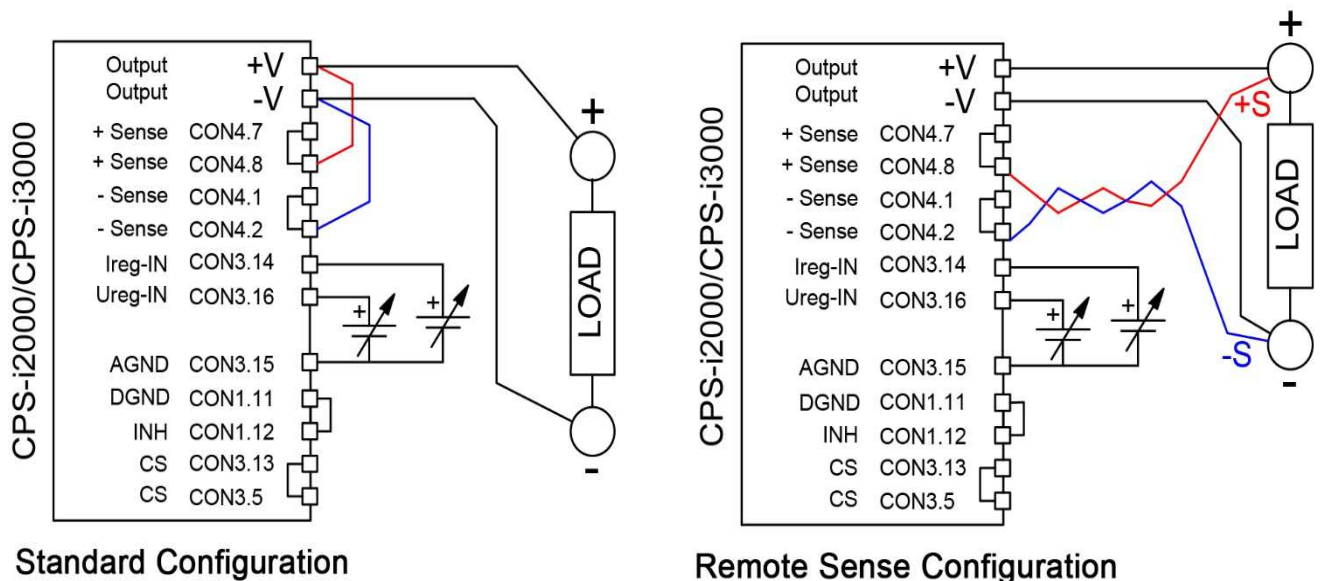 CPS-i2000/CPS-i3000
Output +V
Output -V
+ Sense CON4.7
+ Sense CON4.8
- Sense CON4.1
- Sense CON4.2
Ireg-IN CON3.14
Ureg-IN CON3.16
AGND CON3.15
DGND CON1.11
INH CON1.12
CS CON3.13
CS CON3.5
+
+
+
LOAD
-
Standard Configuration
CPS-i2000/CPS-i3000
Output +V
Output -V
+ Sense CON4.7
+ Sense CON4.8
- Sense CON4.1
- Sense CON4.2
Ireg-IN CON3.14
Ureg-IN CON3.16
AGND CON3.15
DGND CON1.11
INH CON1.12
CS CON3.13
CS CON3.5
+
+
+
+S
LOAD
-S
-
Remote Sense Configuration